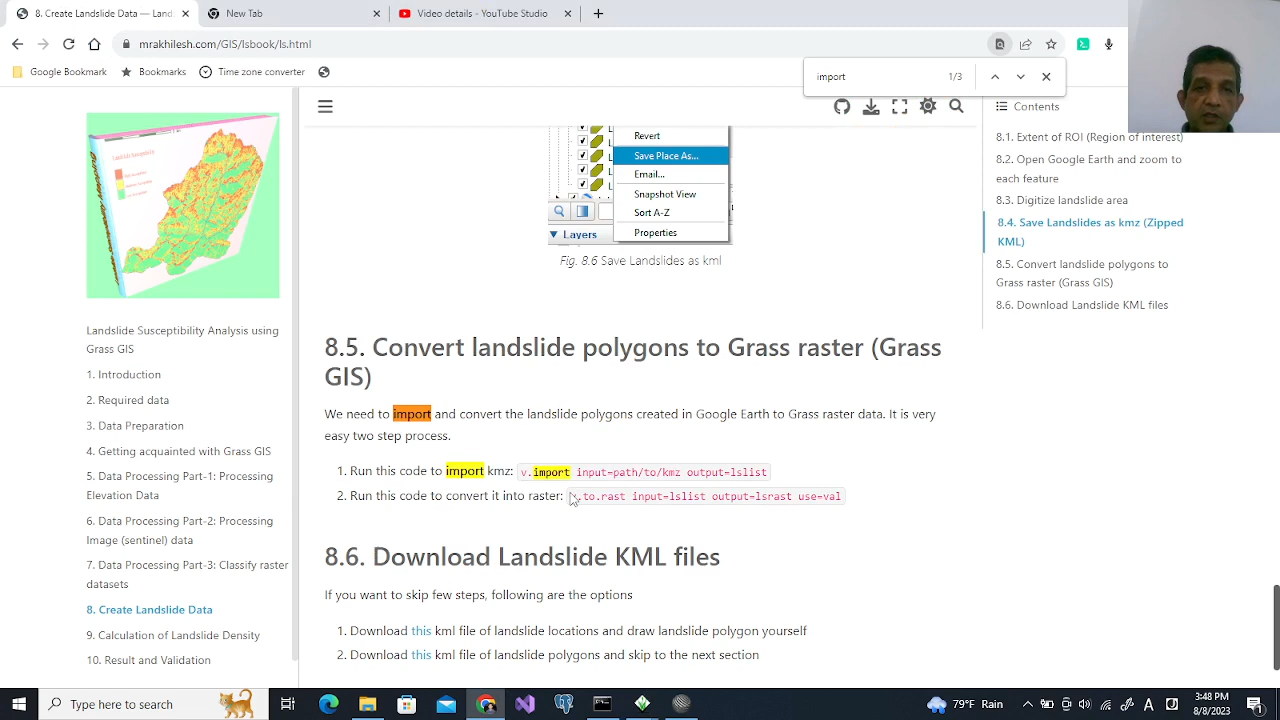 8. Create Landslide Data —
New Tab
Video details - YouTube Studio
mrakhilesh.com/GIS/lsbook/ls.html
Google Bookmark
Bookmarks
Time zone converter
import 1/3
Landslide Susceptibility
Landslide Susceptibility Analysis using
Grass GIS
1. Introduction
2. Required data
3. Data Preparation
4. Getting acquainted with Grass GIS
5. Data Processing Part-1: Processing
Elevation Data
6. Data Processing Part-2: Processing
Image (sentinel) data
7. Data Processing Part-3: Classify raster
datasets
8. Create Landslide Data
9. Calculation of Landslide Density
10. Result and Validation
Revert
Save Place As...
Email...
Snapshot View
Sort A-Z
Properties
Layers
Fig. 8.6 Save Landslides as kml
8.5. Convert landslide polygons to Grass raster (Grass
GIS)
We need to import and convert the landslide polygons created in Google Earth to Grass raster data. It is very
easy two step process.
1. Run this code to import kmz: v.import input=path/to/kmz output=lslist
2. Run this code to convert it into raster: .to.rast input=lslist output=lsrast use=val
8.6. Download Landslide KML files
If you want to skip few steps, following are the options
1. Download this kml file of landslide locations and draw landslide polygon yourself
2. Download this kml file of landslide polygons and skip to the next section
Contents
8.1. Extent of ROI (Region of interest)
8.2. Open Google Earth and zoom to
each feature
8.3. Digitize landslide area
8.4. Save Landslides as kmz (Zipped
KML)
8.5. Convert landslide polygons to
Grass raster (Grass GIS)
8.6. Download Landslide KML files
Type here to search
79°F Rain
3:48 PM
8/8/2023